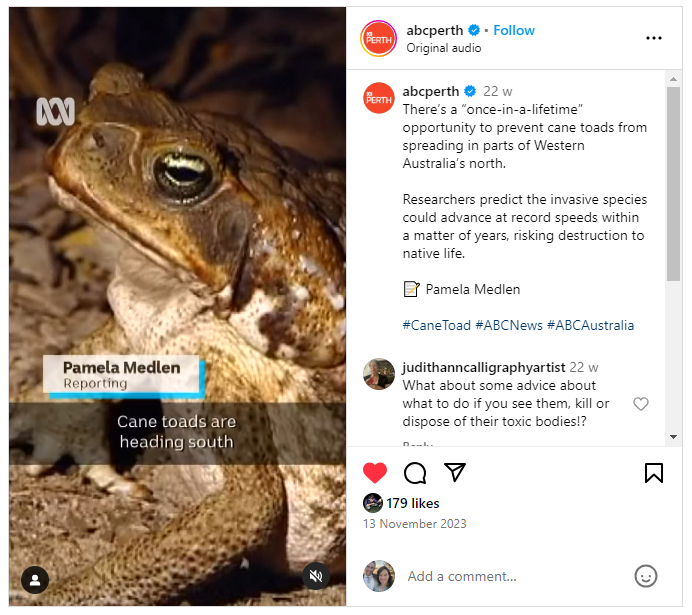 Pamela Medlen
Reporting
Cane toads are
heading south
PERTH
abcperth • Follow
Original audio
PERTH
abcperth 22 w
There's a “once-in-a-lifetime”
opportunity to prevent cane toads from
spreading in parts of Western
Australia's north.
Researchers predict the invasive species
could advance at record speeds within
a matter of years, risking destruction to
native life.
📝 Pamela Medlen
#CaneToad #ABCNews #ABCAustralia
judithanncalligraphyartist 22 w
What about some advice about
what to do if you see them, kill or
dispose of their toxic bodies!?
179 likes
13 November 2023
Add a comment...